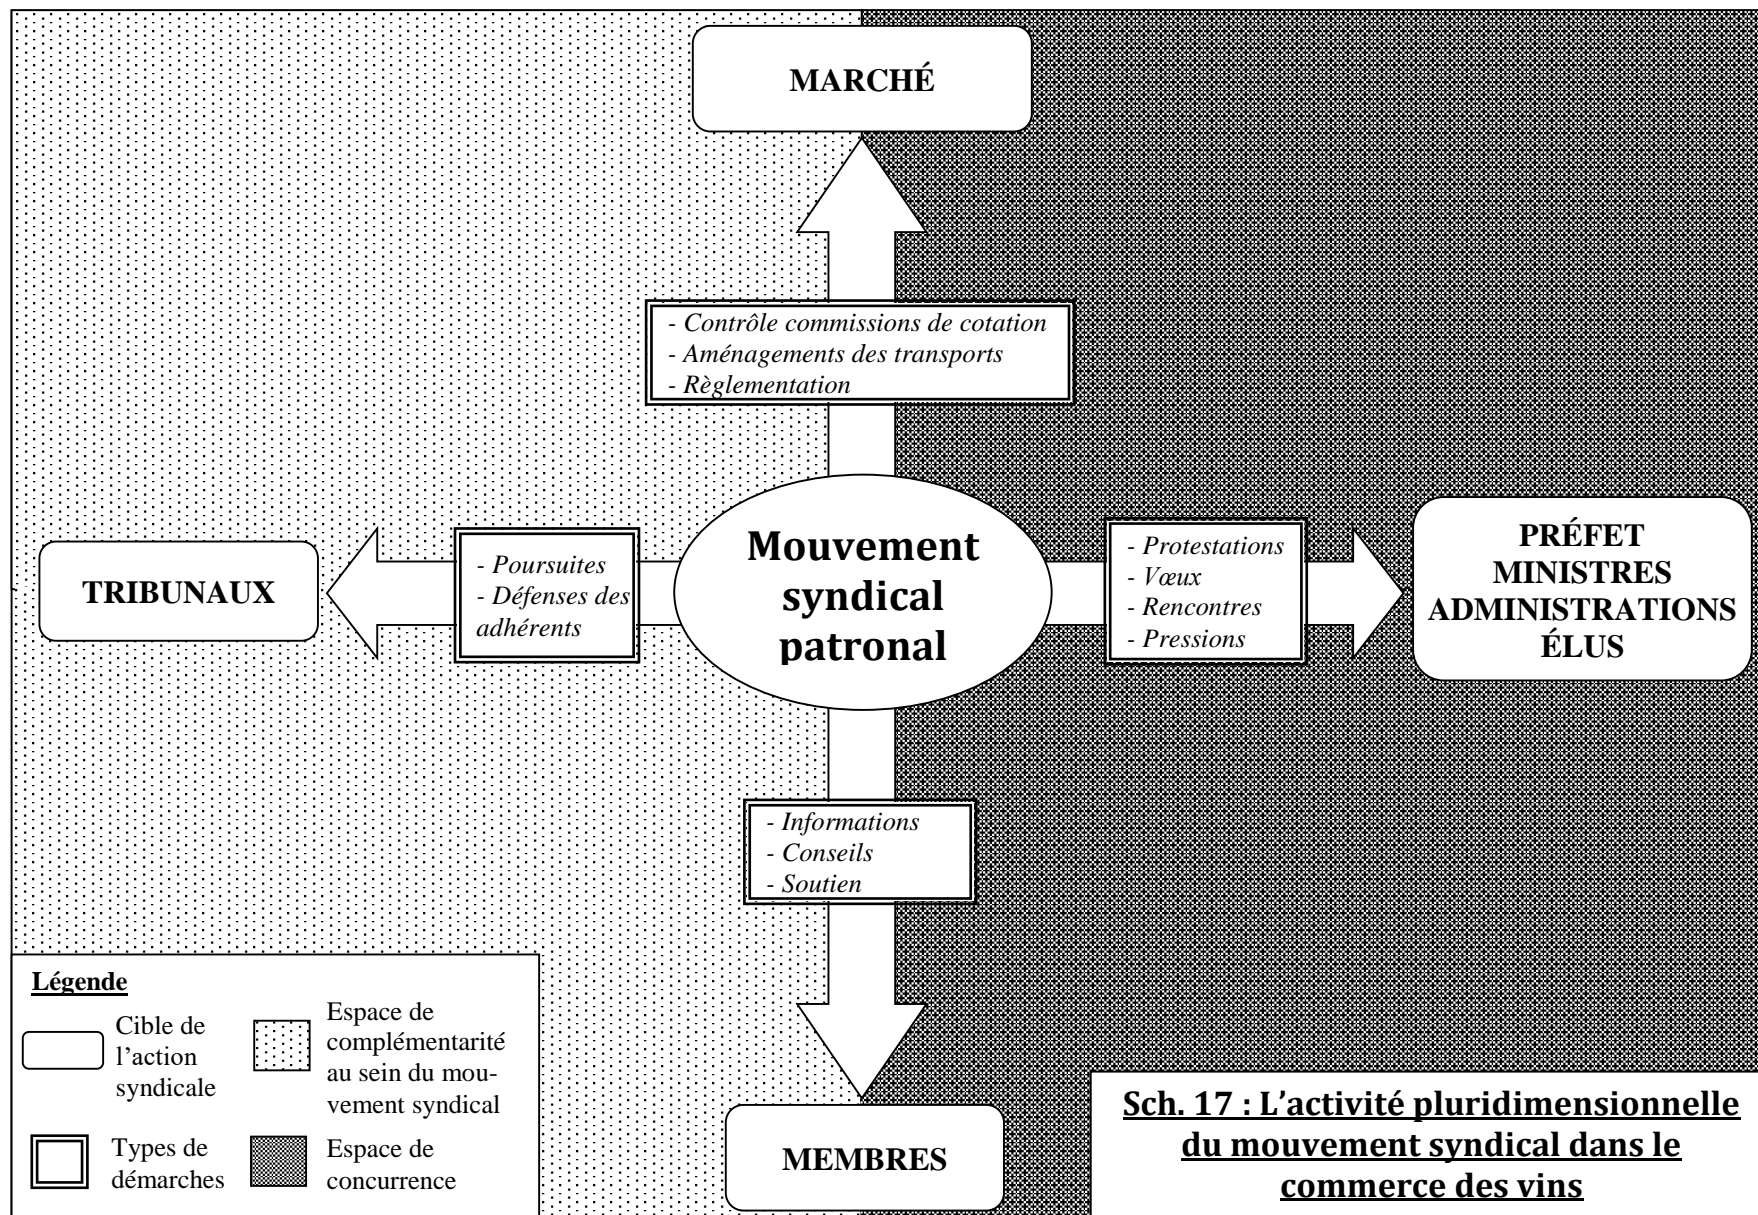 MARCHÉ
- Contrôle commissions de cotation
- Aménagements des transports
- Règlementation
TRIBUNAUX
- Poursuites
- Défenses des
adhérents
Mouvement
syndical
patronal
- Protestations
- Vœux
- Rencontres
- Pressions
PRÉFET
MINISTRES
ADMINISTRATIONS
ÉLUS
- Informations
- Conseils
- Soutien
MEMBRES
Légende
Cible de
l’action
syndicale
Espace de
complémentarité
au sein du mou-
vement syndical
Types de
démarches
Espace de
concurrence
Sch. 17 : L’activité pluridimensionnelle
du mouvement syndical dans le
commerce des vins